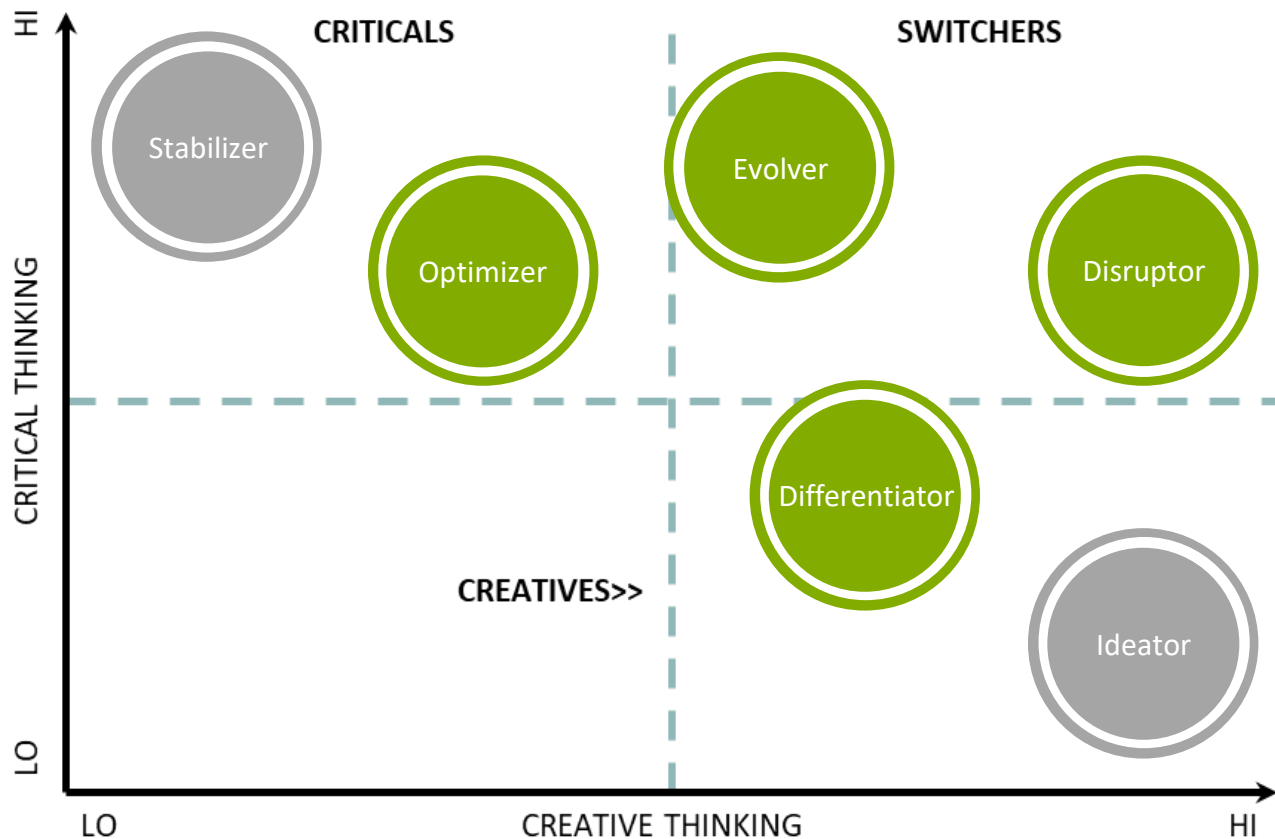 HI
CRITICALS
SWITCHERS
Stabilizer
Evolver
Optimizer
Disruptor
CRITICAL THINKING
Differentiator
CREATIVES>>
Ideator
LO
LO
CREATIVE THINKING
HI